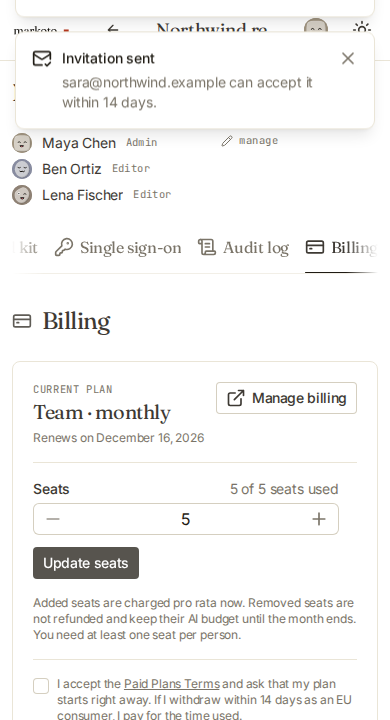 Invitation sent
sara@northwind.example can accept it
within 14 days.
Maya Chen Admin
manage
Ben Ortiz Editor
Lena Fischer Editor
kit Single sign-on Audit log Billing
Billing
CURRENT PLAN
Team · monthly
Manage billing
Renews on December 16, 2026
Seats 5 of 5 seats used
5
Update seats
Added seats are charged pro rata now. Removed seats are
not refunded and keep their AI budget until the month ends.
You need at least one seat per person.
I accept the Paid Plans Terms and ask that my plan
starts right away. If I withdraw within 14 days as an EU
consumer, I pay for the time used.